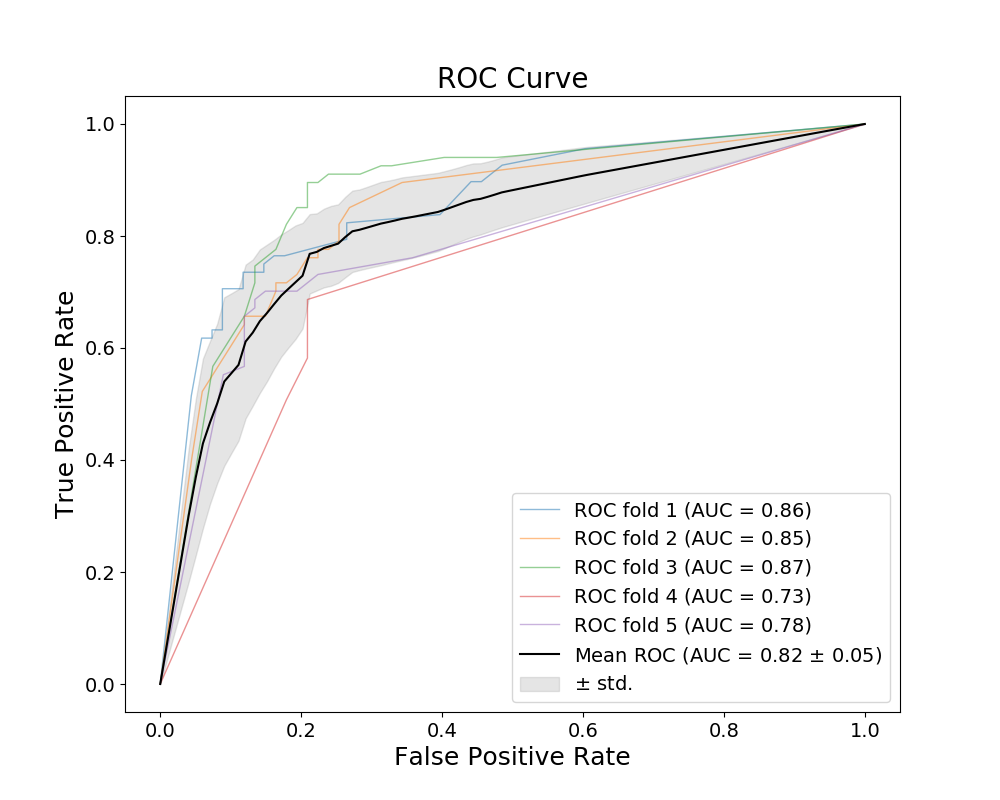 ROC Curve
1.0
0.8
0.6
0.4
0.2
0.0
True Positive Rate
ROC fold 1 (AUC = 0.86)
ROC fold 2 (AUC = 0.85)
ROC fold 3 (AUC = 0.87)
ROC fold 4 (AUC = 0.73)
ROC fold 5 (AUC = 0.78)
Mean ROC (AUC = 0.82 ± 0.05)
± std.
0.0 0.2 0.4 0.6 0.8 1.0
False Positive Rate